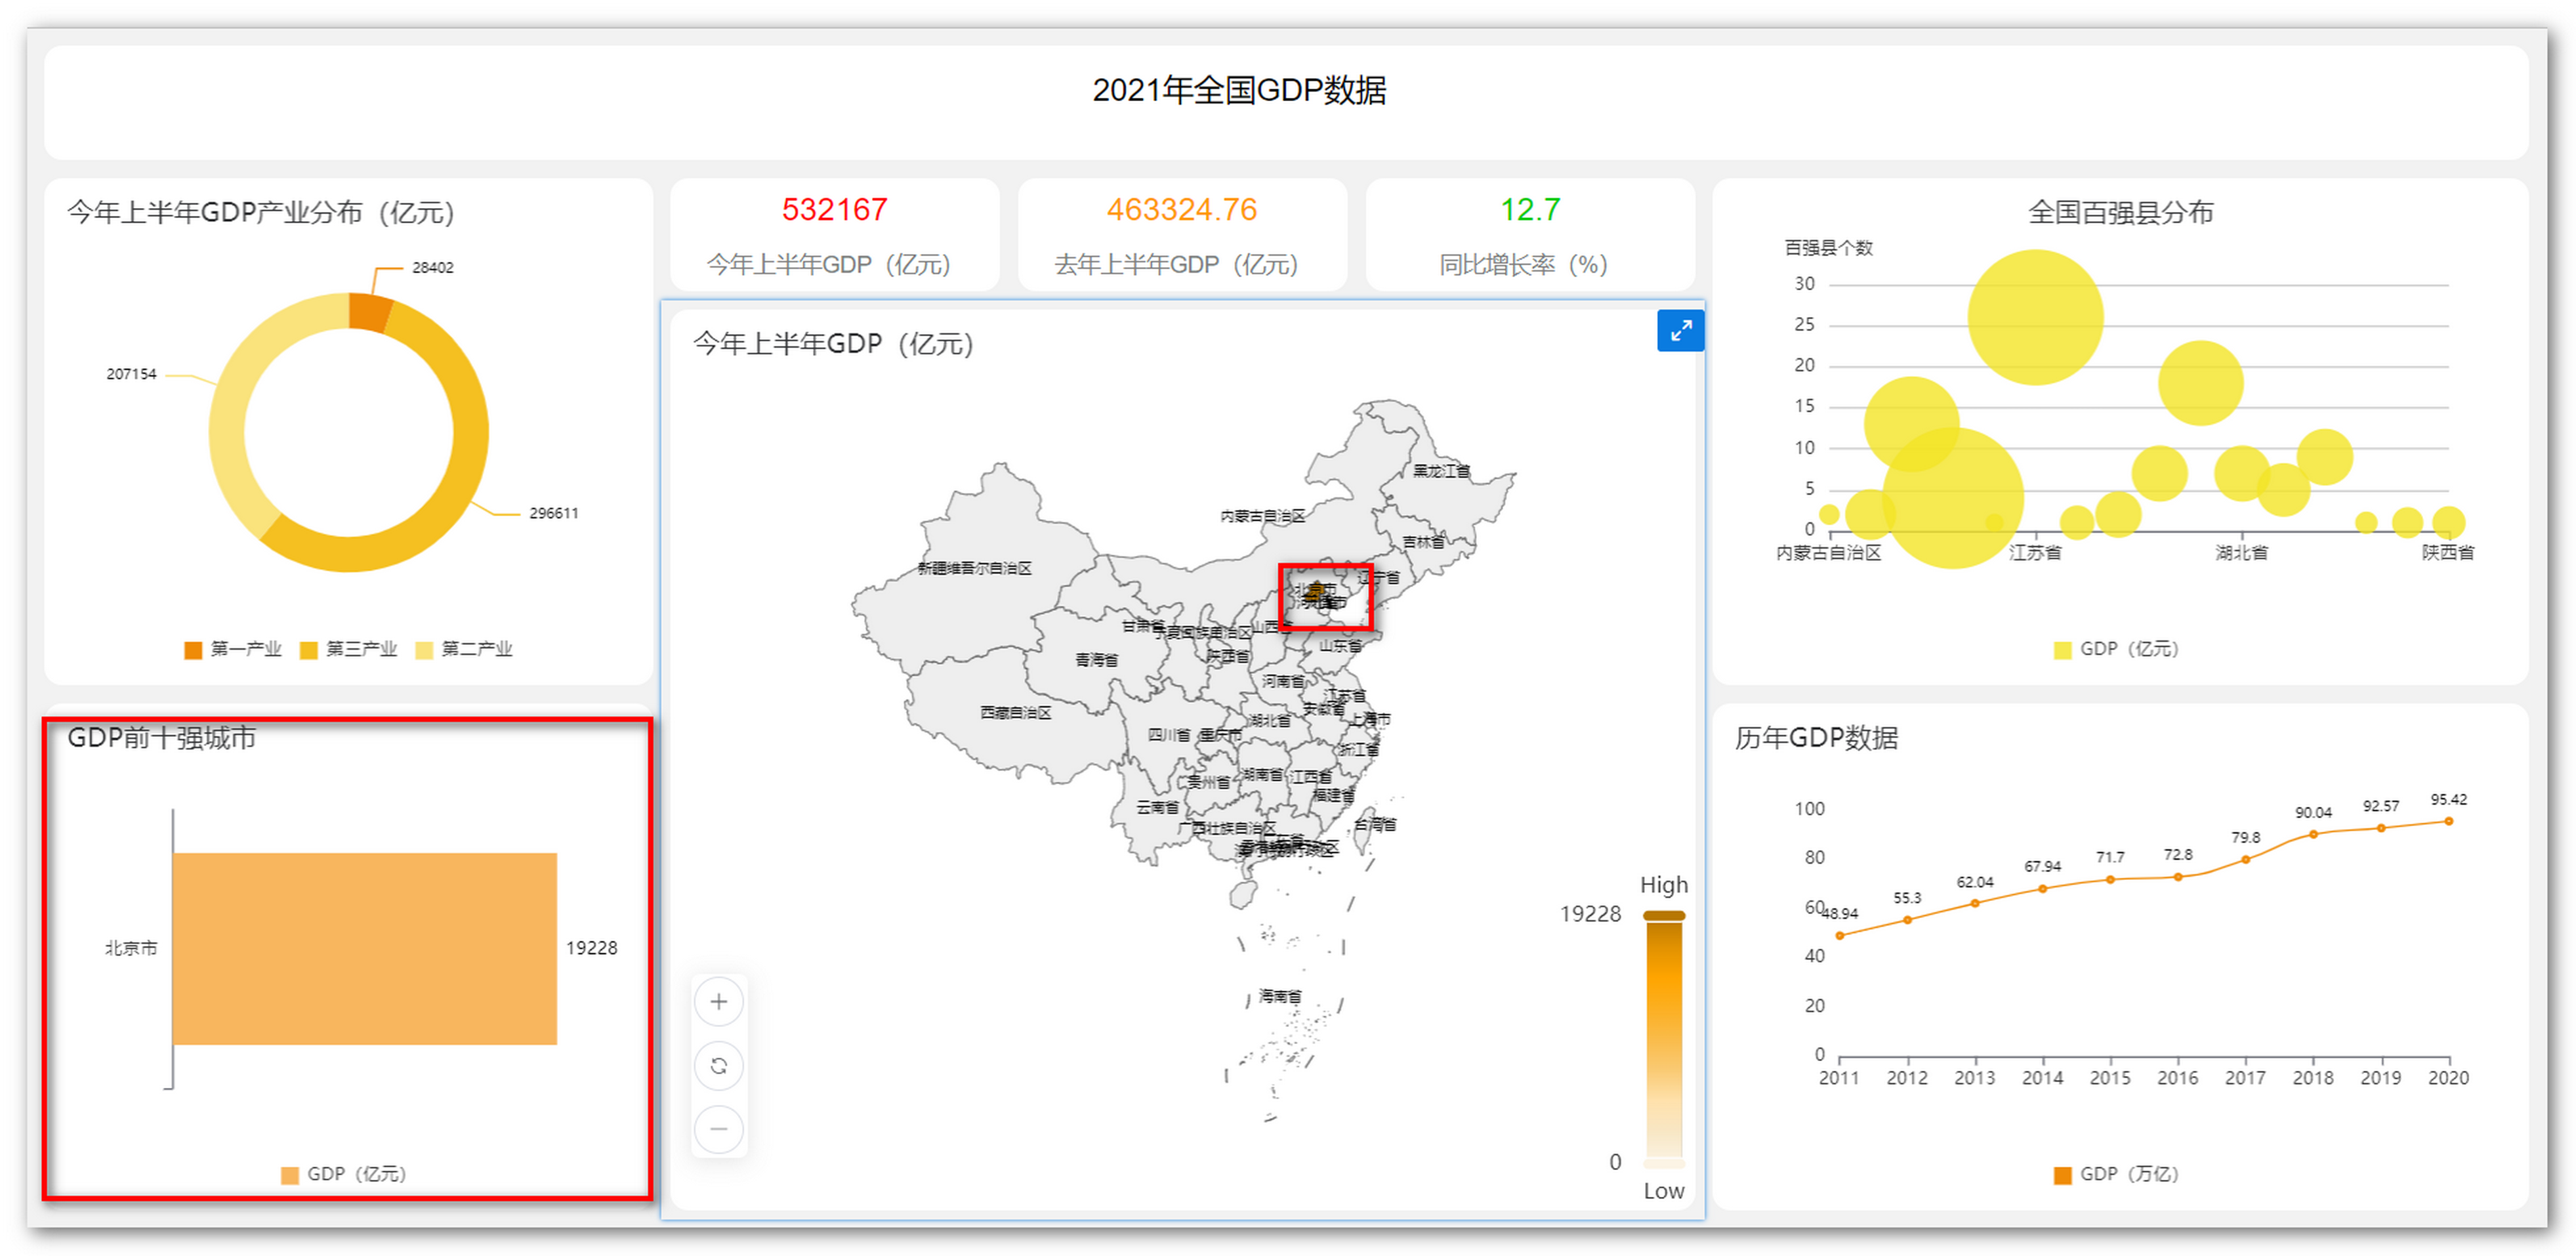 2021年全国GDP数据
今年上半年GDP产业分布（亿元）
28402
207154
296611
第一产业
第三产业
第二产业
532167
今年上半年GDP（亿元）
463324.76
去年上半年GDP（亿元）
12.7
同比增长率（%）
全国百强县分布
百强县个数
30
25
20
15
10
5
0
内蒙古自治区
江苏省
湖北省
陕西省
GDP（亿元）
今年上半年GDP（亿元）
黑龙江省
内蒙古自治区
吉林省
新疆维吾尔自治区
辽宁省
北京市
甘肃省
宁夏回族自治区
山西省
山东省
青海省
陕西省
河南省
江苏省
西藏自治区
安徽省
上海市
湖北省
四川省
重庆市
浙江省
湖南省
江西省
贵州省
福建省
云南省
台湾省
广西壮族自治区
海南省
High
19228
0
Low
GDP前十强城市
北京市
19228
GDP（亿元）
历年GDP数据
100
80
60
40
20
0
48.94
55.3
62.04
67.94
71.7
72.8
79.8
90.04
92.57
95.42
2011
2012
2013
2014
2015
2016
2017
2018
2019
2020
GDP（万亿）